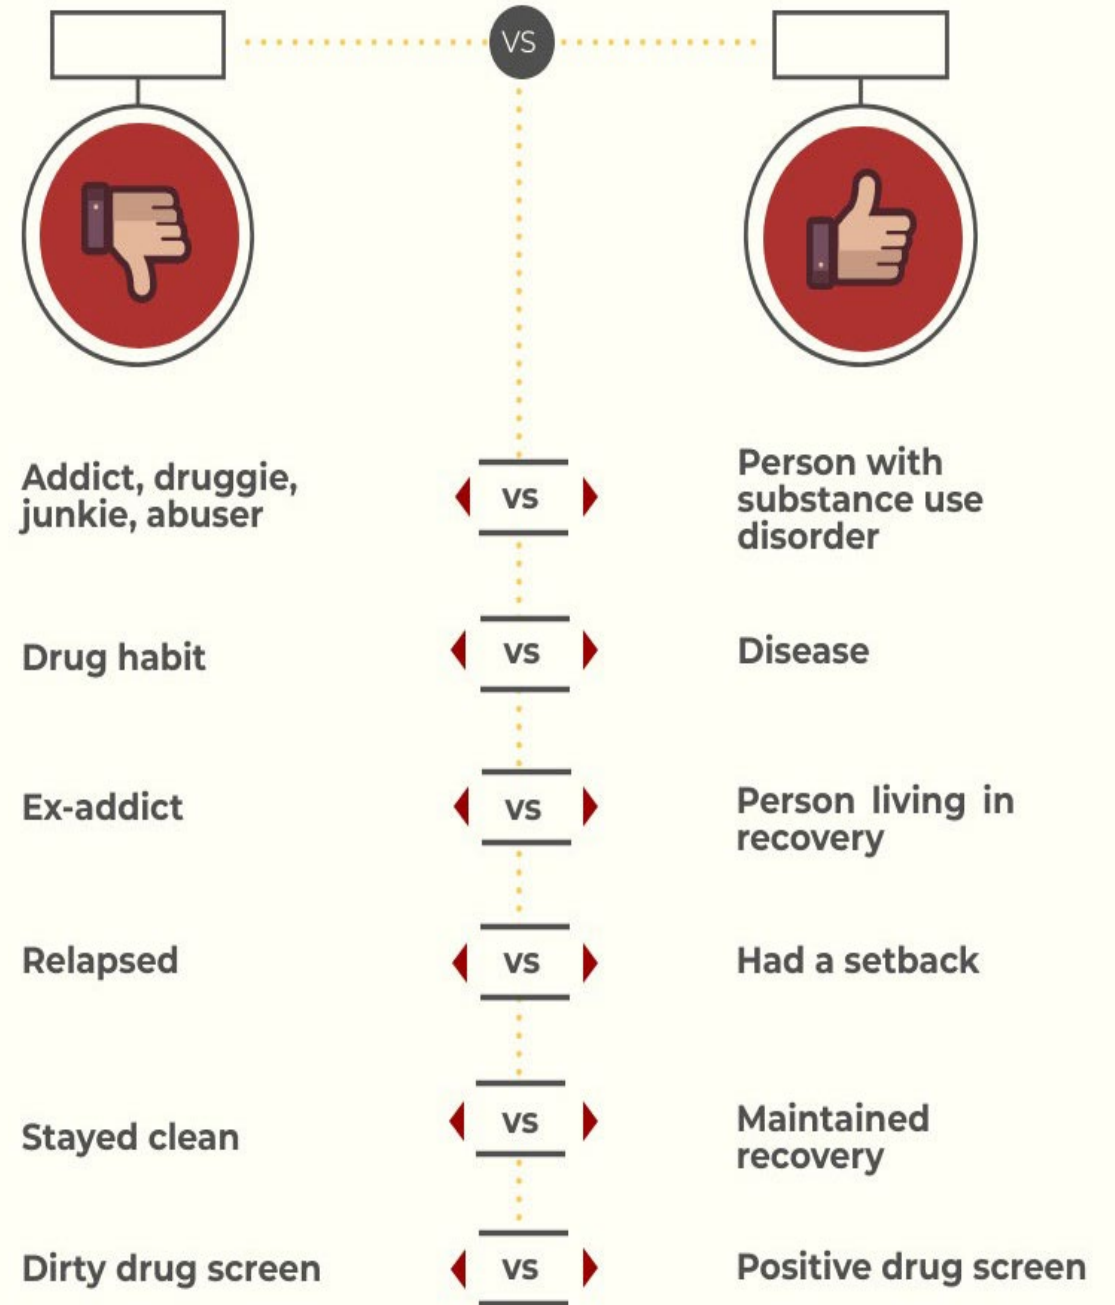 VS
Addict, druggie,
junkie, abuser
VS
Person with
substance use
disorder
Drug habit
VS
Disease
Ex-addict
VS
Person living in
recovery
Relapsed
VS
Had a setback
Stayed clean
VS
Maintained
recovery
Dirty drug screen
VS
Positive drug screen